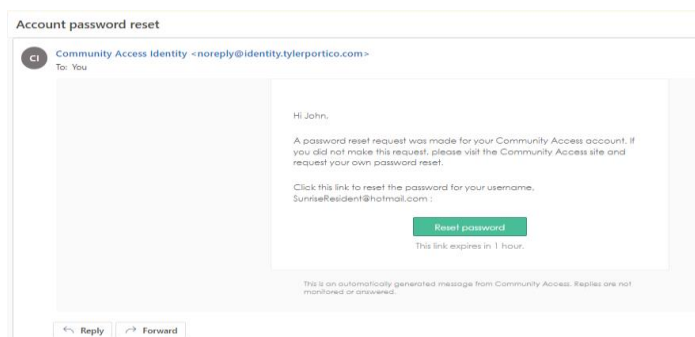 Account password reset
CI
Community Access Identity <noreply@identity.tylerportico.com>
To: You
Hi John,
A password reset request was made for your Community Access account. If
you did not make this request, please visit the Community Access site and
request your own password reset.
Click this link to reset the password for your username,
SunriseResident@hotmail.com :
Reset password
This link expires in 1 hour.
This is an automatically generated message from Community Access. Replies are not
monitored or answered.
Reply
Forward